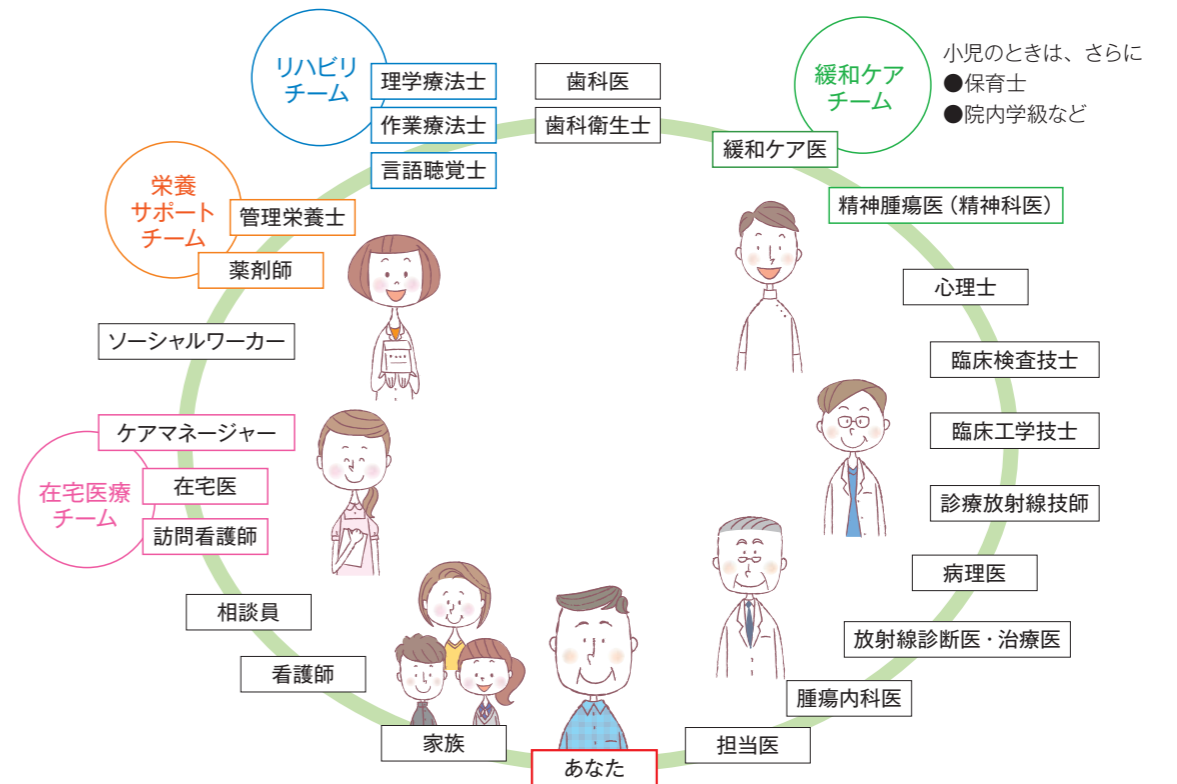 リハビリ
チーム
理学療法士
作業療法士
言語聴覚士
歯科医
歯科衛生士
緩和ケア
チーム
緩和ケア医
精神腫瘍医（精神科医）
小児のときは、さらに
●保育士
●院内学級など
栄養
サポート
チーム
管理栄養士
薬剤師
心理士
ソーシャルワーカー
臨床検査技士
臨床工学技士
ケアマネージャー
在宅医療
チーム
在宅医
訪問看護師
診療放射線技師
病理医
相談員
放射線診断医・治療医
看護師
腫瘍内科医
家族
担当医
あなた